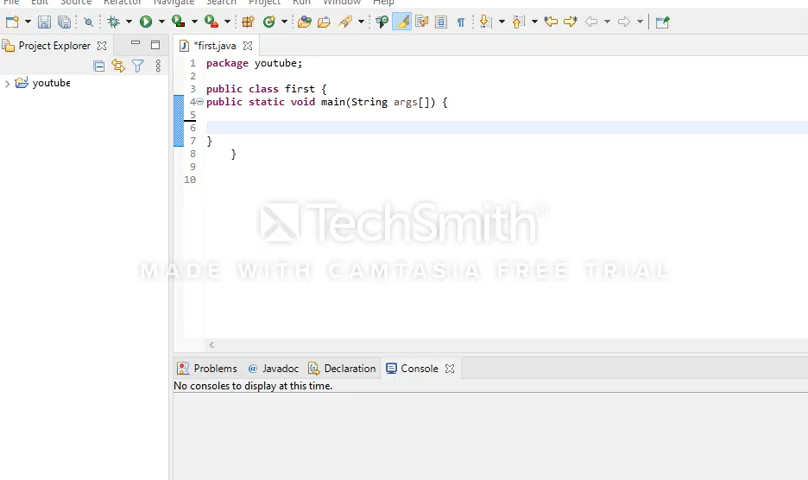 File Edit Source Refactor Navigate Search Project Run Window Help
Project Explorer
*first.java
youtube
1 package youtube;
2
3 public class first {
4 public static void main(String args[]) {
5
6
7 }
8 }
9
10
TechSmith®
MADE WITH CAMTASIA FREE TRIAL
Problems @ Javadoc Declaration Console
No consoles to display at this time.